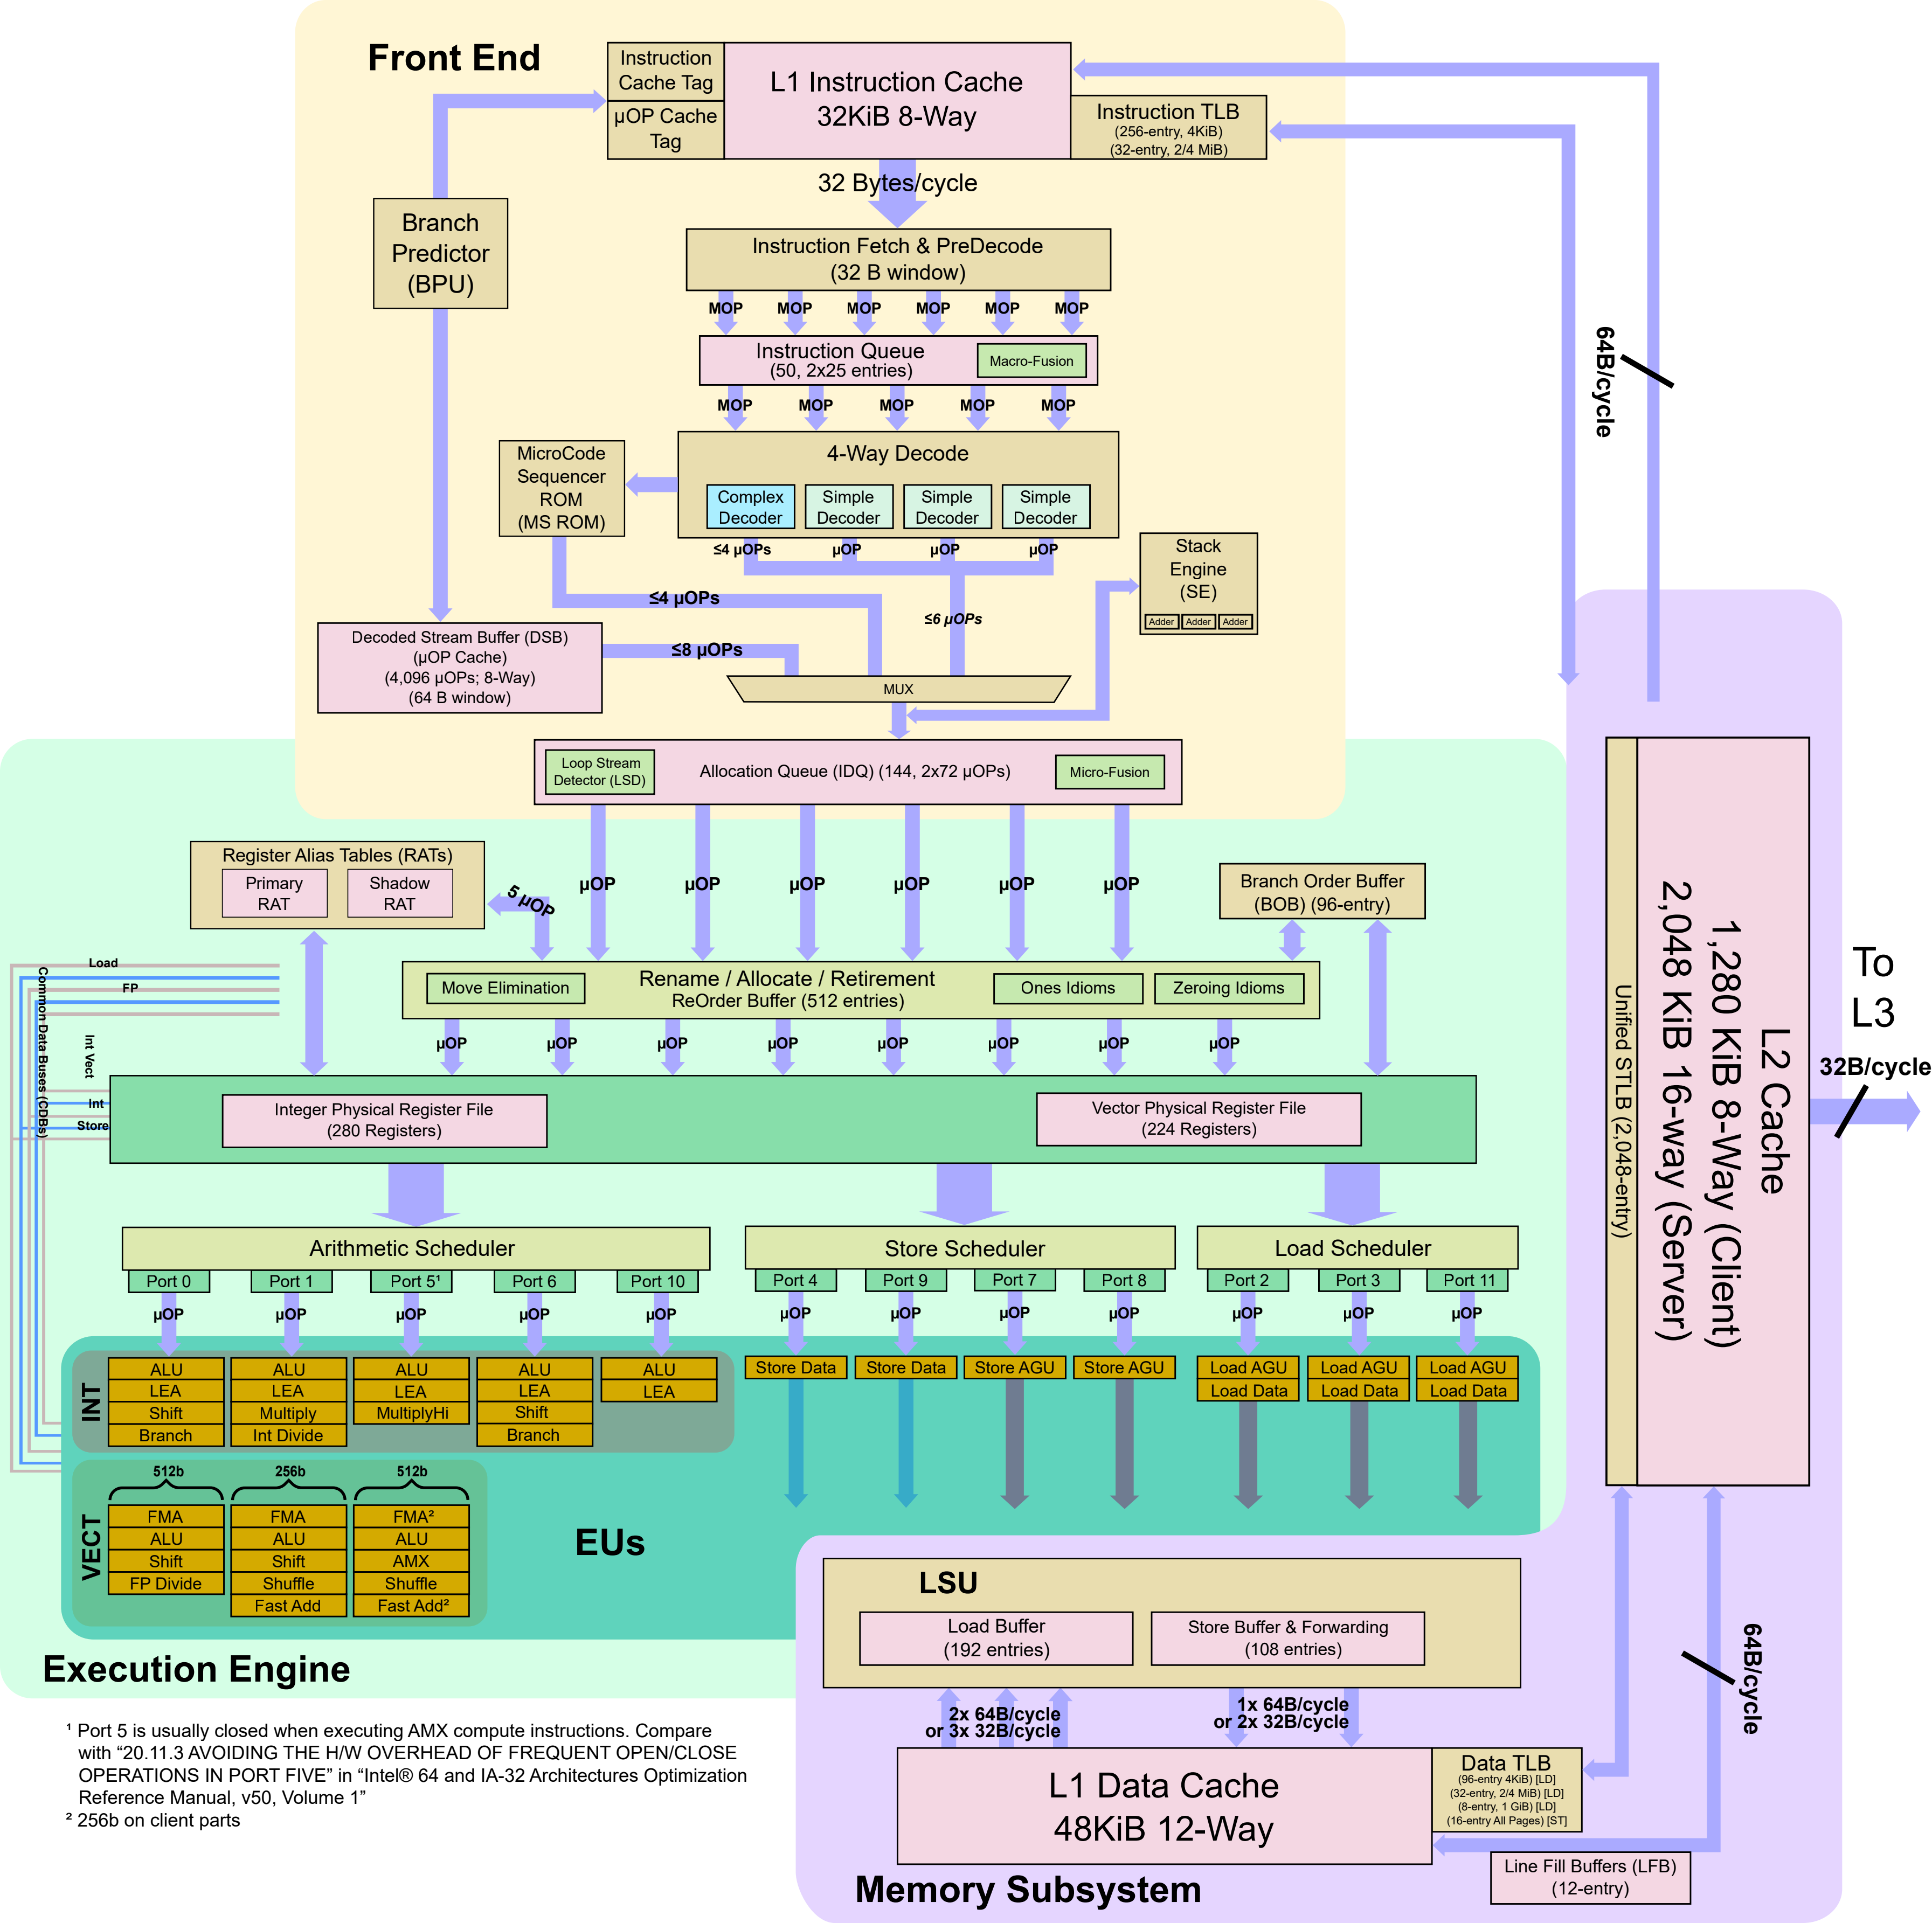 Front End
Instruction
Cache Tag
µOP Cache
Tag
L1 Instruction Cache
32KiB 8-Way
Instruction TLB
(256-entry, 4KiB)
(32-entry, 2/4 MiB)
32 Bytes/cycle
Branch
Predictor
(BPU)
Instruction Fetch & PreDecode
(32 B window)
MOP MOP MOP MOP MOP MOP
Instruction Queue
(50, 2x25 entries)
Macro-Fusion
MOP MOP MOP MOP MOP
64B/cycle
4-Way Decode
MicroCode
Sequencer
ROM
(MS ROM)
Complex
Decoder
Simple
Decoder
Simple
Decoder
Simple
Decoder
≤4 µOPs µOP µOP µOP
Stack
Engine
(SE)
Adder Adder Adder
≤4 µOPs
≤6 µOPs
Decoded Stream Buffer (DSB)
(µOP Cache)
(4,096 µOPs; 8-Way)
(64 B window)
≤8 µOPs
MUX
Loop Stream
Detector (LSD)
Allocation Queue (IDQ) (144, 2x72 µOPs)
Micro-Fusion
Register Alias Tables (RATs)
Primary
RAT
Shadow
RAT
5 µOP
µOP µOP µOP µOP µOP µOP
Branch Order Buffer
(BOB) (96-entry)
Load
FP
Common Data Buses (CDBs)
Int Vect
Int
Store
Move Elimination
Rename / Allocate / Retirement
ReOrder Buffer (512 entries)
Ones Idioms
Zeroing Idioms
µOP µOP µOP µOP µOP µOP µOP µOP
Integer Physical Register File
(280 Registers)
Vector Physical Register File
(224 Registers)
Unified STLB (2,048-entry)
L2 Cache
1,280 KiB 8-Way (Client)
2,048 KiB 16-way (Server)
To
L3
32B/cycle
Arithmetic Scheduler
Port 0 Port 1 Port 5¹ Port 6 Port 10
µOP µOP µOP µOP µOP
Store Scheduler
Port 4 Port 9 Port 7 Port 8
µOP µOP µOP µOP
Load Scheduler
Port 2 Port 3 Port 11
µOP µOP µOP
INT
ALU
LEA
Shift
Branch
ALU
LEA
Multiply
Int Divide
ALU
LEA
MultiplyHi
ALU
LEA
Shift
Branch
ALU
LEA
Store Data
Store Data
Store AGU
Store AGU
Load AGU
Load Data
Load AGU
Load Data
Load AGU
Load Data
VECT
512b
FMA
ALU
Shift
FP Divide
256b
FMA
ALU
Shift
Shuffle
Fast Add
512b
FMA²
ALU
AMX
Shuffle
Fast Add²
EUs
Execution Engine
LSU
Load Buffer
(192 entries)
Store Buffer & Forwarding
(108 entries)
2x 64B/cycle
or 3x 32B/cycle
1x 64B/cycle
or 2x 32B/cycle
64B/cycle
L1 Data Cache
48KiB 12-Way
Data TLB
(96-entry 4KiB) [LD]
(32-entry, 2/4 MiB) [LD]
(8-entry, 1 GiB) [LD]
(16-entry All Pages) [ST]
Line Fill Buffers (LFB)
(12-entry)
Memory Subsystem
¹ Port 5 is usually closed when executing AMX compute instructions. Compare
with “20.11.3 AVOIDING THE H/W OVERHEAD OF FREQUENT OPEN/CLOSE
OPERATIONS IN PORT FIVE” in “Intel® 64 and IA-32 Architectures Optimization
Reference Manual, v50, Volume 1”
² 256b on client parts